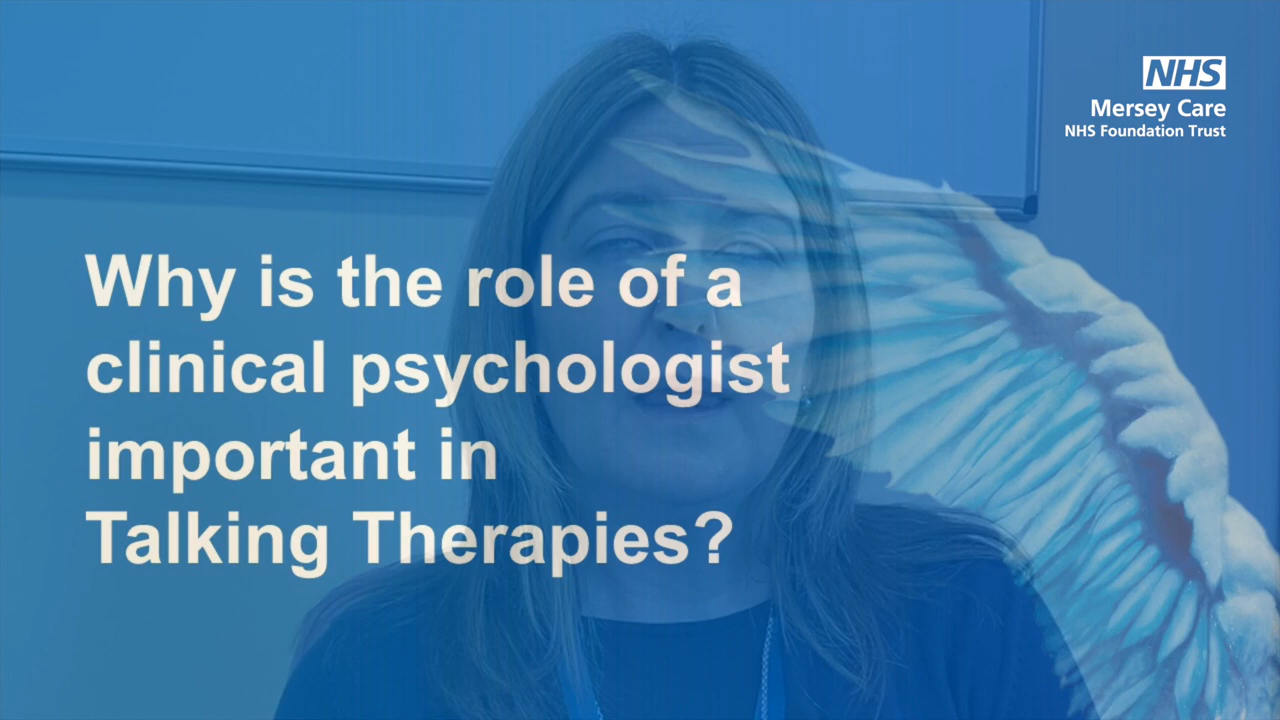 NHS
Mersey Care
NHS Foundation Trust
Why is the role of a
clinical psychologist
important in
Talking Therapies?